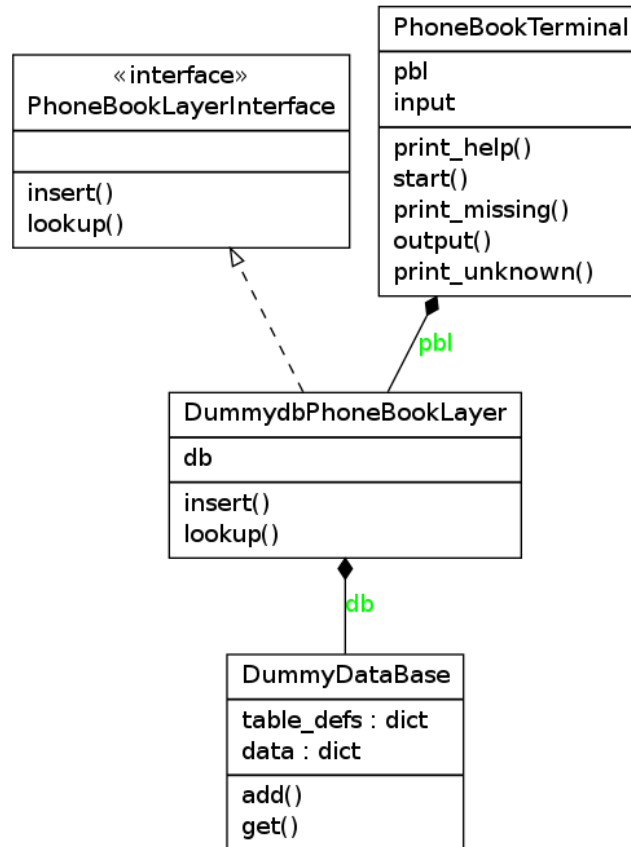 PhoneBookTerminal
pbl
input
print_help()
start()
print_missing()
output()
print_unknown()
«interface»
PhoneBookLayerInterface
insert()
lookup()
pbl
DummydbPhoneBookLayer
db
insert()
lookup()
db
DummyDataBase
table_defs : dict
data : dict
add()
get()